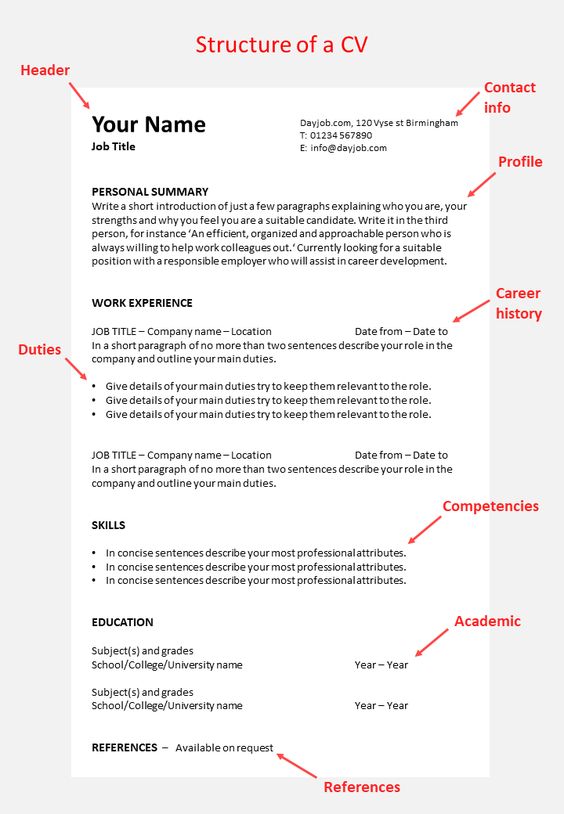 Structure of a CV
Header
Contact
info
Your Name
Job Title
Dayjob.com, 120 Vyse st Birmingham
T: 01234 567890
E: info@dayjob.com
Profile
PERSONAL SUMMARY
Write a short introduction of just a few paragraphs explaining who you are, your
strengths and why you feel you are a suitable candidate. Write it in the third
person, for instance ‘An efficient, organized and approachable person who is
always willing to help work colleagues out.‘ Currently looking for a suitable
position with a responsible employer who will assist in career development.
Career
history
WORK EXPERIENCE
JOB TITLE – Company name – Location Date from – Date to
In a short paragraph of no more than two sentences describe your role in the
company and outline your main duties.
Duties
• Give details of your main duties try to keep them relevant to the role.
• Give details of your main duties try to keep them relevant to the role.
• Give details of your main duties try to keep them relevant to the role.
JOB TITLE – Company name – Location Date from – Date to
In a short paragraph of no more than two sentences describe your role in the
company and outline your main duties.
Competencies
SKILLS
• In concise sentences describe your most professional attributes.
• In concise sentences describe your most professional attributes.
• In concise sentences describe your most professional attributes.
Academic
EDUCATION
Subject(s) and grades
School/College/University name Year – Year
Subject(s) and grades
School/College/University name Year – Year
REFERENCES – Available on request
References